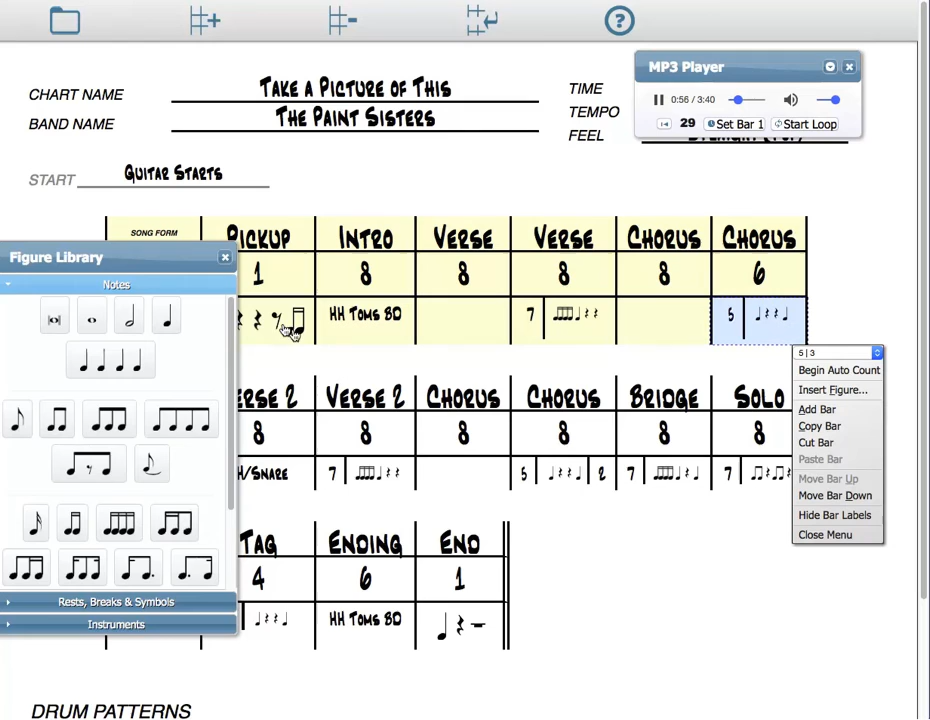 MP3 Player
0:56 / 3:40
29 Set Bar 1 Start Loop
CHART NAME Take a Picture of This
BAND NAME The Paint Sisters
TIME
TEMPO
FEEL
START Guitar Starts
SONG FORM Pickup Intro Verse Verse Chorus Chorus
1 8 8 8 8 6
HH Toms BD 7 5
Figure Library
Notes
Rests, Breaks & Symbols
Instruments
5 | 3
Begin Auto Count
Insert Figure...
Add Bar
Copy Bar
Cut Bar
Paste Bar
Move Bar Up
Move Bar Down
Hide Bar Labels
Close Menu
Verse 2 Chorus Chorus Bridge Solo
8 8 8 8 8 8
/Snare 7 5 2 7 7
Tag Ending End
4 6 1
HH Toms BD
DRUM PATTERNS